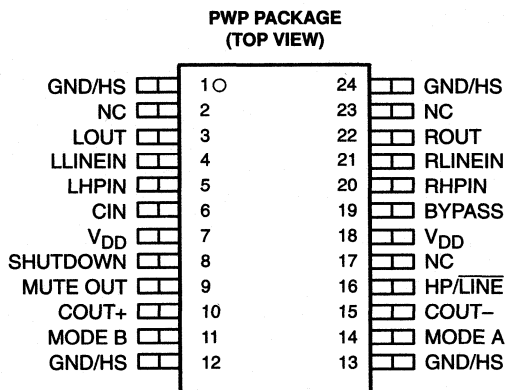 PWP PACKAGE
(TOP VIEW)
GND/HS 1 24 GND/HS
NC 2 23 NC
LOUT 3 22 ROUT
LLINEIN 4 21 RLINEIN
LHPIN 5 20 RHPIN
CIN 6 19 BYPASS
VDD 7 18 VDD
SHUTDOWN 8 17 NC
MUTE OUT 9 16 HP/LINE
COUT+ 10 15 COUT−
MODE B 11 14 MODE A
GND/HS 12 13 GND/HS